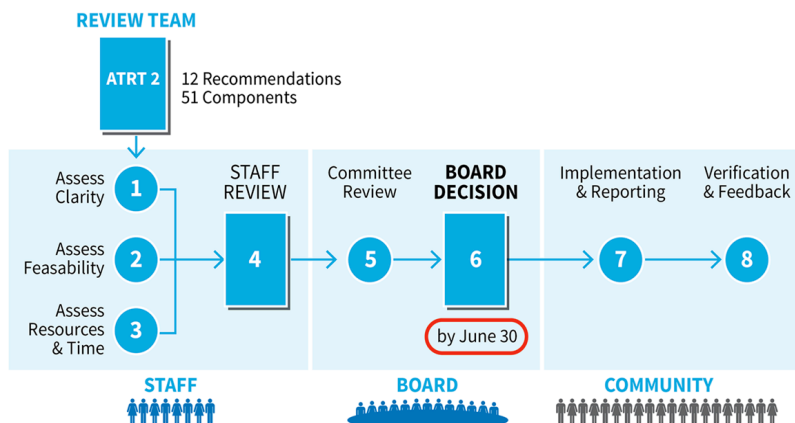 REVIEW TEAM
ATRT 2
12 Recommendations
51 Components
Assess
Clarity
1
Assess
Feasability
2
Assess
Resources
& Time
3
STAFF
REVIEW
4
Committee
Review
5
BOARD
DECISION
6
by June 30
Implementation
& Reporting
7
Verification
& Feedback
8
STAFF
BOARD
COMMUNITY